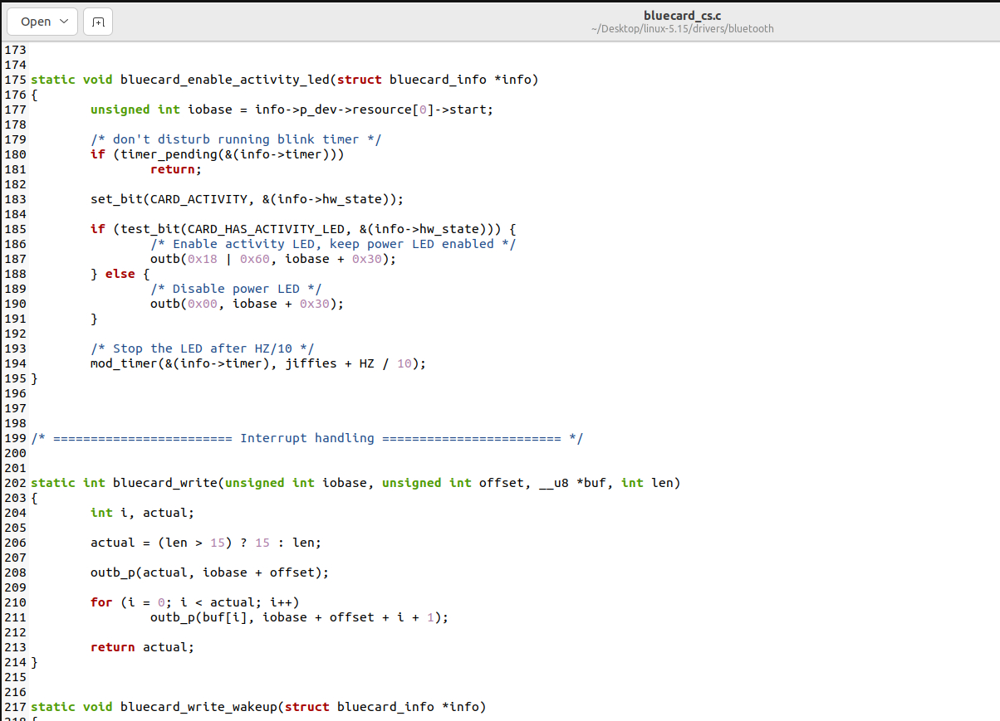 Open
bluecard_cs.c
~/Desktop/linux-5.15/drivers/bluetooth
173
174
175 static void bluecard_enable_activity_led(struct bluecard_info *info)
176 {
177         unsigned int iobase = info->p_dev->resource[0]->start;
178
179         /* don't disturb running blink timer */
180         if (timer_pending(&(info->timer)))
181                 return;
182
183         set_bit(CARD_ACTIVITY, &(info->hw_state));
184
185         if (test_bit(CARD_HAS_ACTIVITY_LED, &(info->hw_state))) {
186                 /* Enable activity LED, keep power LED enabled */
187                 outb(0x18 | 0x60, iobase + 0x30);
188         } else {
189                 /* Disable power LED */
190                 outb(0x00, iobase + 0x30);
191         }
192
193         /* Stop the LED after HZ/10 */
194         mod_timer(&(info->timer), jiffies + HZ / 10);
195 }
196
197
198
199 /* ======================== Interrupt handling ======================== */
200
201
202 static int bluecard_write(unsigned int iobase, unsigned int offset, __u8 *buf, int len)
203 {
204         int i, actual;
205
206         actual = (len > 15) ? 15 : len;
207
208         outb_p(actual, iobase + offset);
209
210         for (i = 0; i < actual; i++)
211                 outb_p(buf[i], iobase + offset + i + 1);
212
213         return actual;
214 }
215
216
217 static void bluecard_write_wakeup(struct bluecard_info *info)
218 {